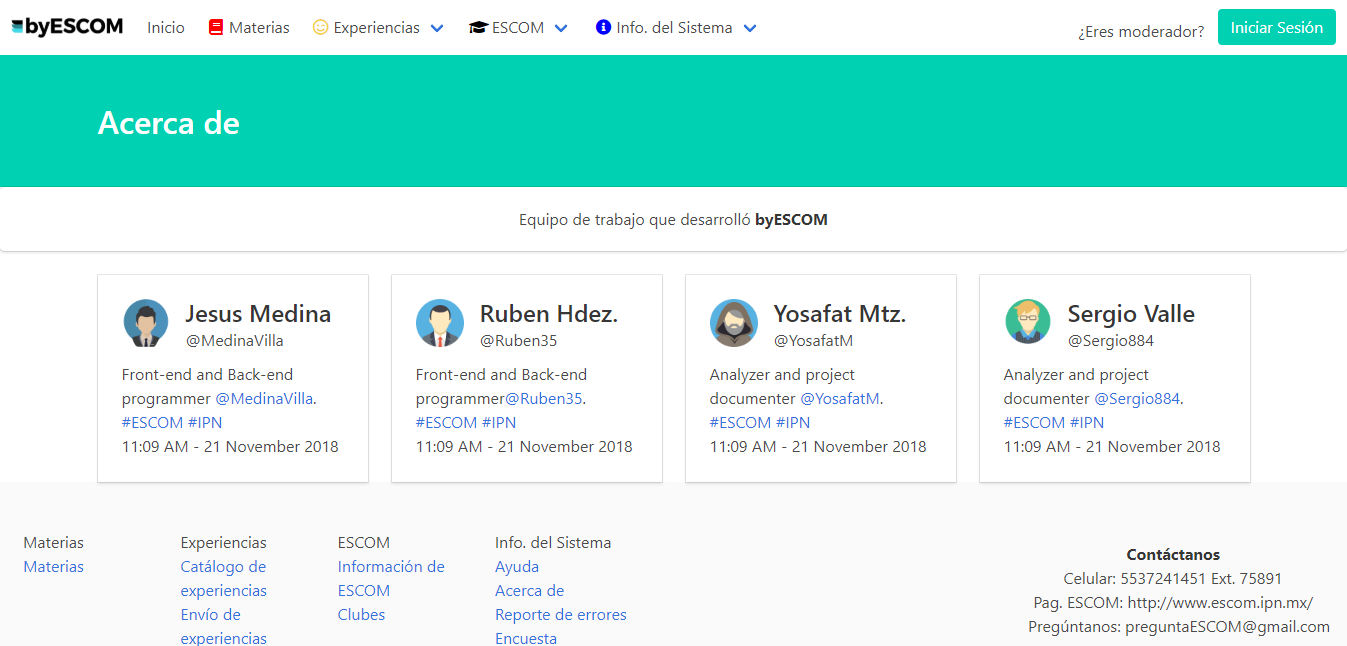 byESCOM Inicio Materias Experiencias ESCOM Info. del Sistema ¿Eres moderador? Iniciar Sesión
Acerca de
Equipo de trabajo que desarrolló byESCOM
Jesus Medina
@MedinaVilla
Front-end and Back-end
programmer @MedinaVilla.
#ESCOM #IPN
11:09 AM - 21 November 2018
Ruben Hdez.
@Ruben35
Front-end and Back-end
programmer@Ruben35.
#ESCOM #IPN
11:09 AM - 21 November 2018
Yosafat Mtz.
@YosafatM
Analyzer and project
documenter @YosafatM.
#ESCOM #IPN
11:09 AM - 21 November 2018
Sergio Valle
@Sergio884
Analyzer and project
documenter @Sergio884.
#ESCOM #IPN
11:09 AM - 21 November 2018
Materias
Materias
Experiencias
Catálogo de
experiencias
Envío de
experiencias
ESCOM
Información de
ESCOM
Clubes
Info. del Sistema
Ayuda
Acerca de
Reporte de errores
Encuesta
Contáctanos
Celular: 5537241451 Ext. 75891
Pag. ESCOM: http://www.escom.ipn.mx/
Pregúntanos: preguntaESCOM@gmail.com